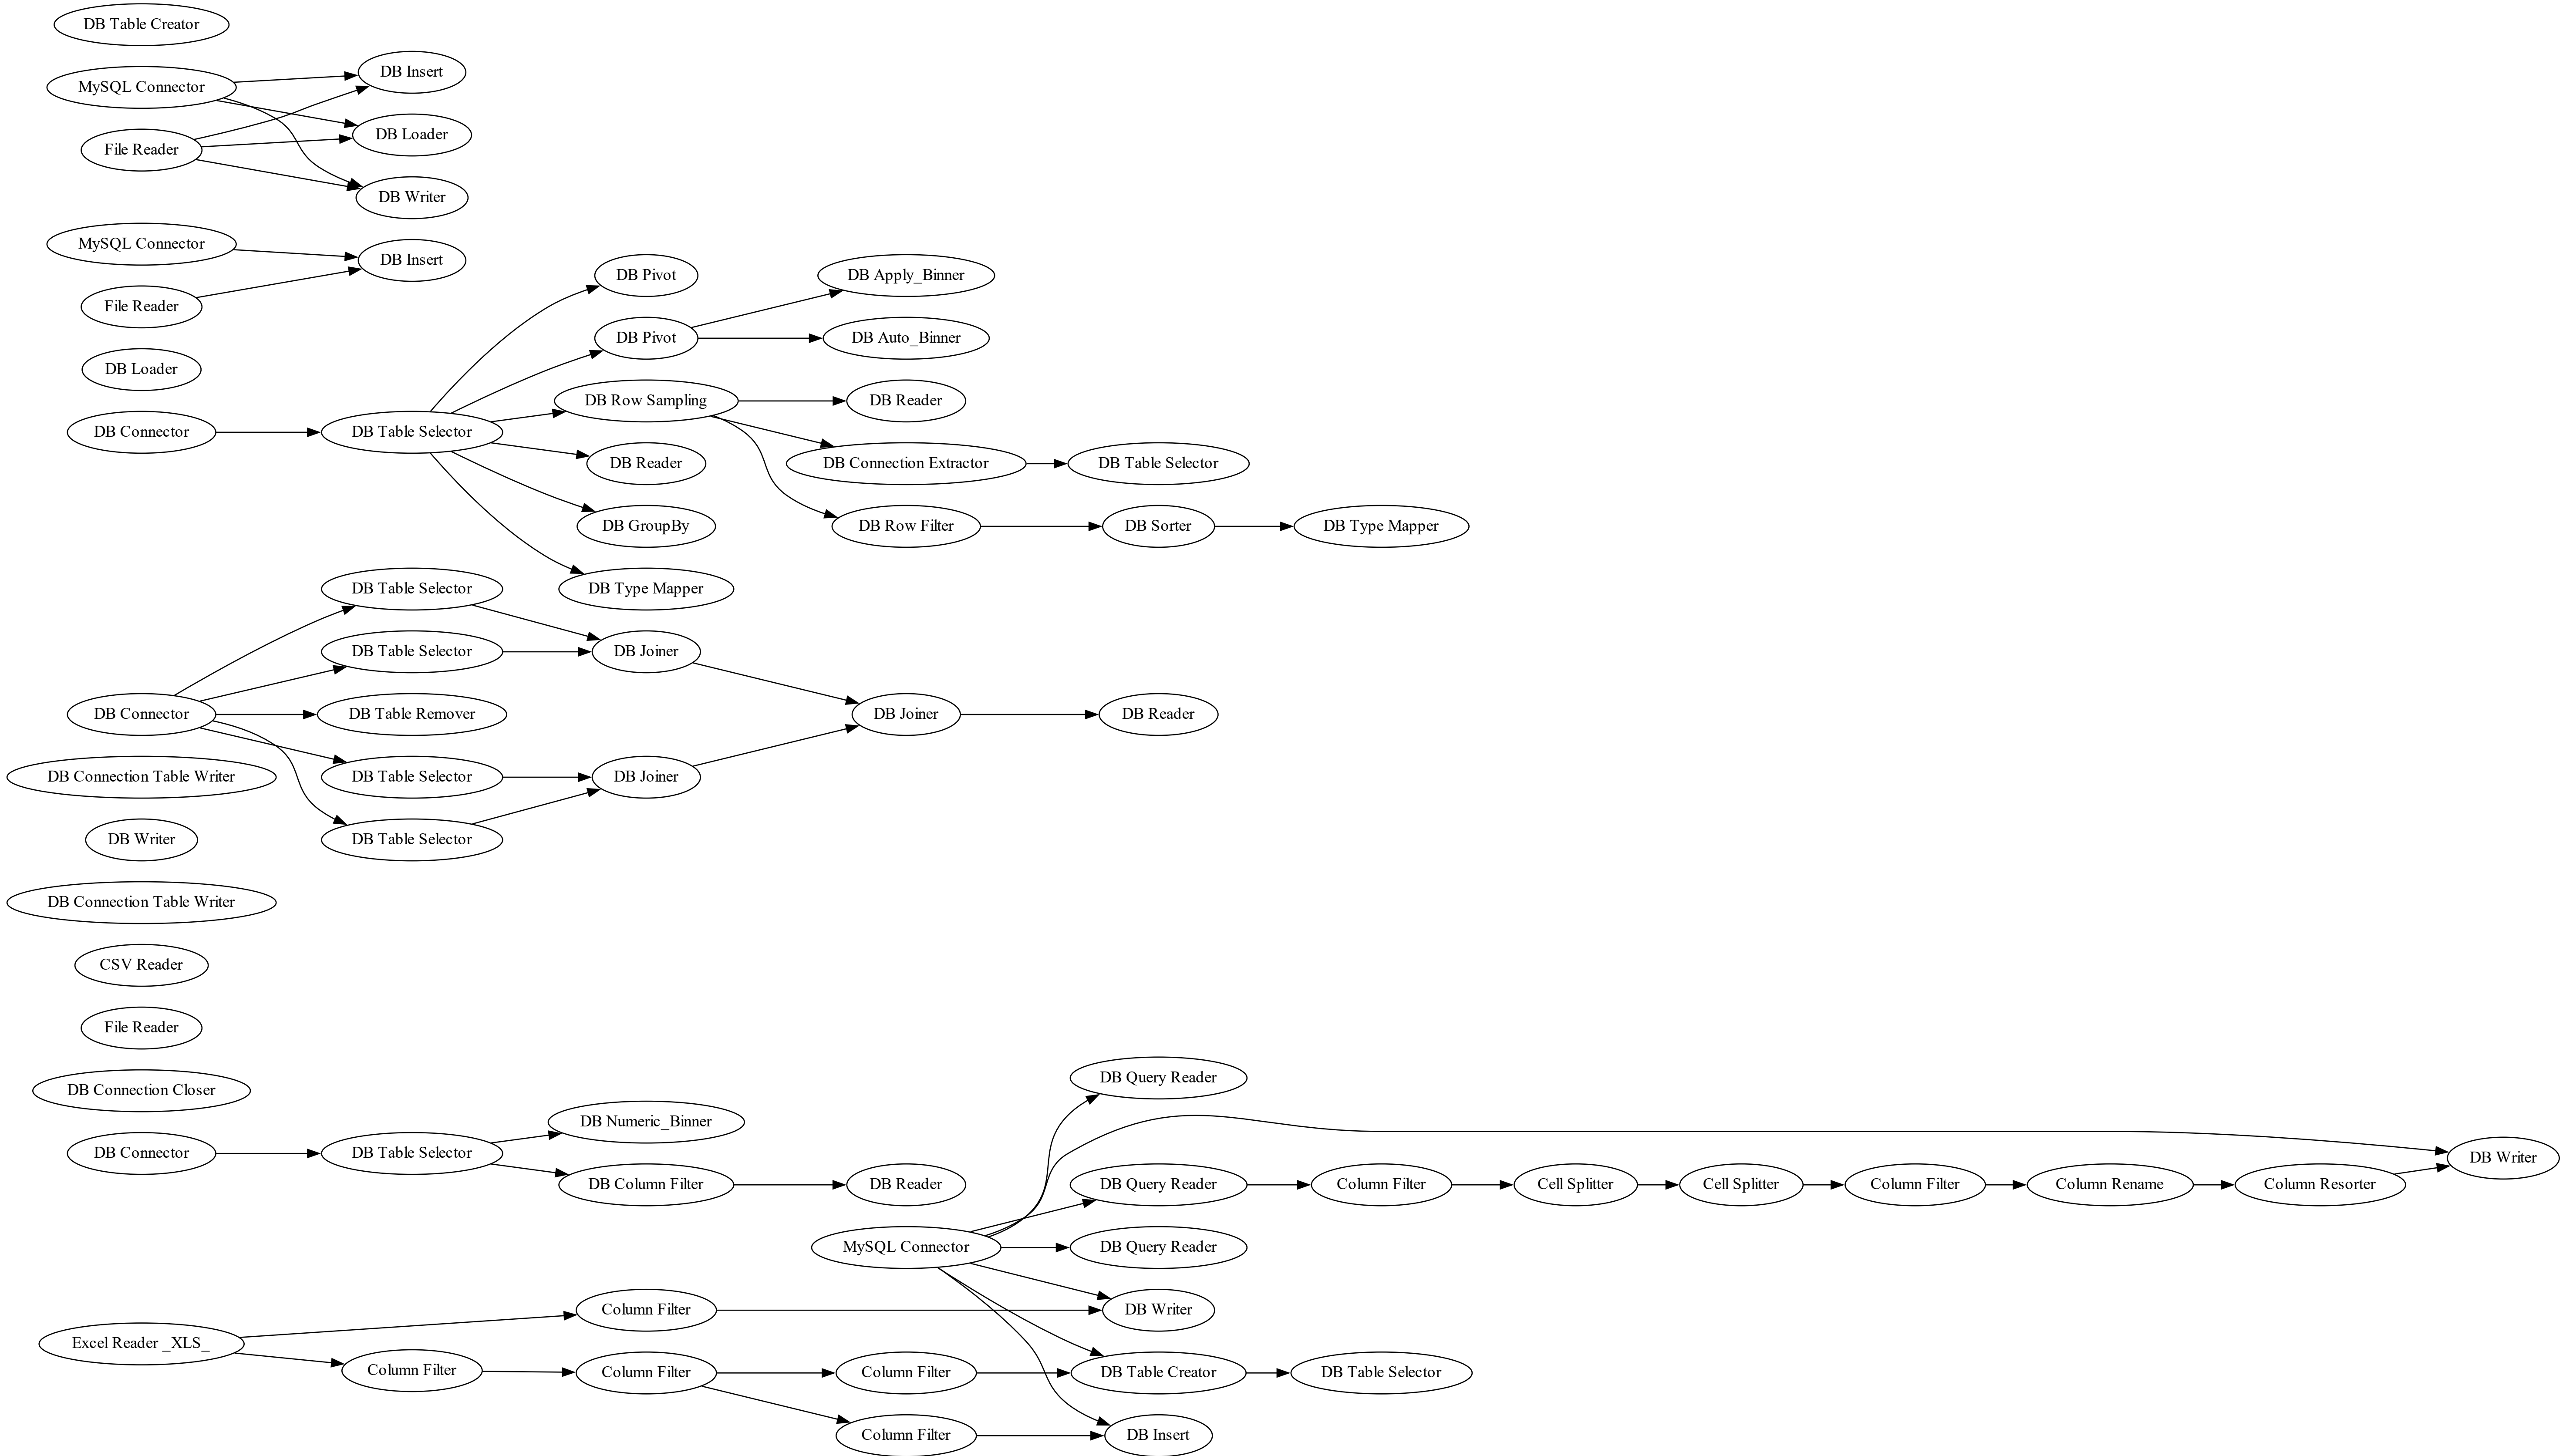 DB Table Creator
MySQL Connector
DB Insert
DB Loader
File Reader
DB Writer
MySQL Connector
DB Insert
File Reader
DB Pivot
DB Apply_Binner
DB Pivot
DB Auto_Binner
DB Loader
DB Row Sampling
DB Reader
DB Connector
DB Table Selector
DB Reader
DB Connection Extractor
DB Table Selector
DB GroupBy
DB Row Filter
DB Sorter
DB Type Mapper
DB Type Mapper
DB Table Selector
DB Table Selector
DB Joiner
DB Connector
DB Table Remover
DB Joiner
DB Reader
DB Connection Table Writer
DB Table Selector
DB Joiner
DB Writer
DB Table Selector
DB Connection Table Writer
CSV Reader
File Reader
DB Connection Closer
DB Query Reader
DB Numeric_Binner
DB Connector
DB Table Selector
DB Writer
DB Column Filter
DB Reader
DB Query Reader
Column Filter
Cell Splitter
Cell Splitter
Column Filter
Column Rename
Column Resorter
MySQL Connector
DB Query Reader
Column Filter
DB Writer
Excel Reader _XLS_
Column Filter
Column Filter
Column Filter
DB Table Creator
DB Table Selector
Column Filter
DB Insert